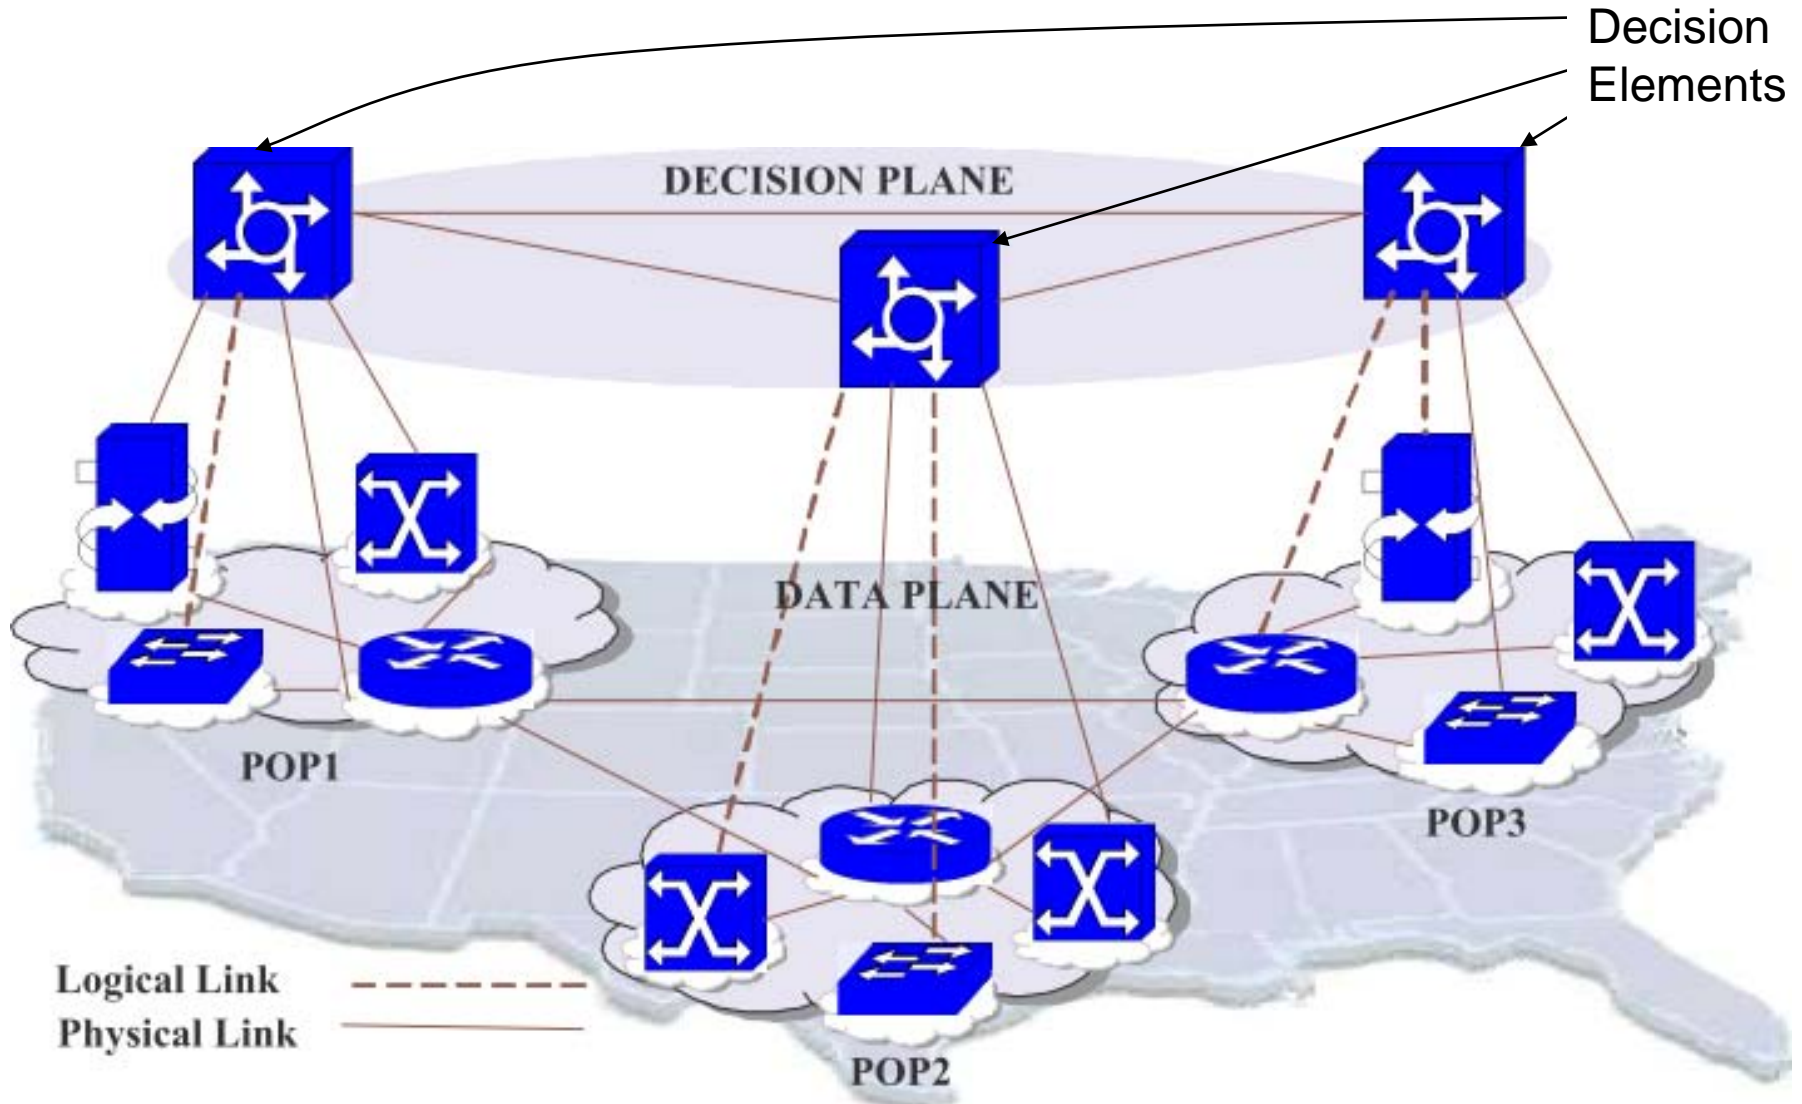 Decision
Elements
DECISION PLANE
DATA PLANE
POP1
POP3
Logical Link
Physical Link
POP2